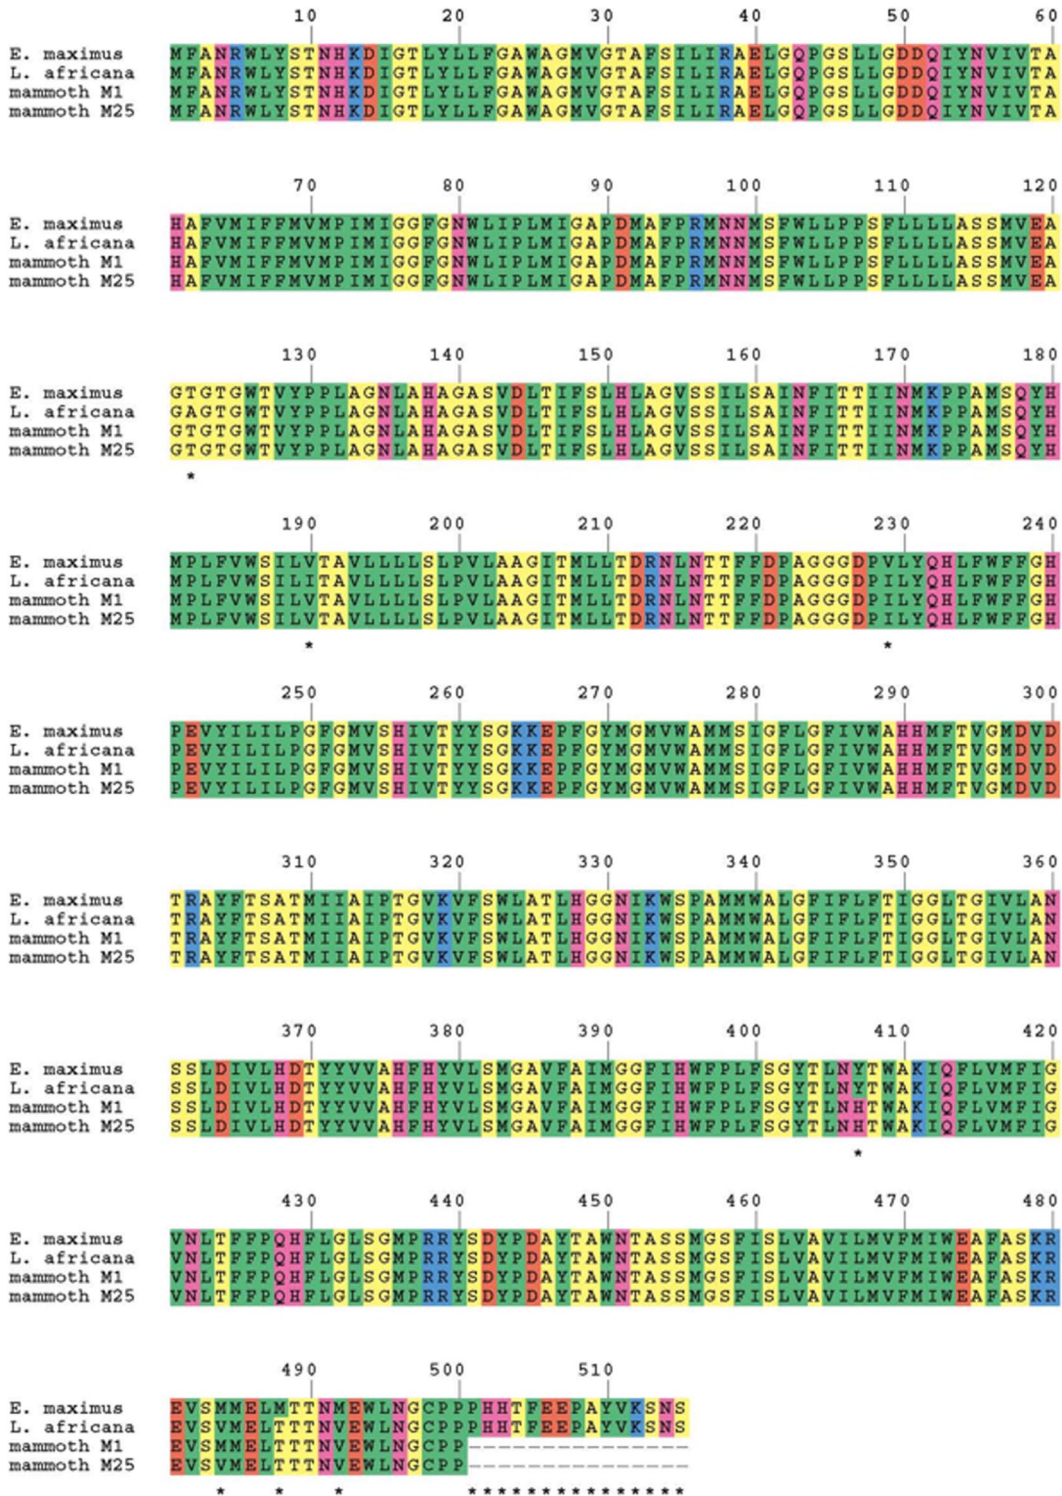 10 20 30 40 50 60
E. maximus MFANRWLYSTNHKDIGTLYLLFGAWAGMVGTAFSILIRAELGQPGSLLGDDQIYNVIVTA
L. africana MFANRWLYSTNHKDIGTLYLLFGAWAGMVGTAFSILIRAELGQPGSLLGDDQIYNVIVTA
mammoth M1 MFANRWLYSTNHKDIGTLYLLFGAWAGMVGTAFSILIRAELGQPGSLLGDDQIYNVIVTA
mammoth M25 MFANRWLYSTNHKDIGTLYLLFGAWAGMVGTAFSILIRAELGQPGSLLGDDQIYNVIVTA
70 80 90 100 110 120
E. maximus HAFVMIFFMVMPIMIGGFGNWLIPLMIGAPDMAFPRMNNMSFWLLPPSFLLLLASSMVEA
L. africana HAFVMIFFMVMPIMIGGFGNWLIPLMIGAPDMAFPRMNNMSFWLLPPSFLLLLASSMVEA
mammoth M1 HAFVMIFFMVMPIMIGGFGNWLIPLMIGAPDMAFPRMNNMSFWLLPPSFLLLLASSMVEA
mammoth M25 HAFVMIFFMVMPIMIGGFGNWLIPLMIGAPDMAFPRMNNMSFWLLPPSFLLLLASSMVEA
130 140 150 160 170 180
E. maximus GTGTGWTVYPPLAGNLAHAGASVDLTIFSLHLAGVSSILSAINFITTIINMKPPAMSQYH
L. africana GAGTGWTVYPPLAGNLAHAGASVDLTIFSLHLAGVSSILSAINFITTIINMKPPAMSQYH
mammoth M1 GTGTGWTVYPPLAGNLAHAGASVDLTIFSLHLAGVSSILSAINFITTIINMKPPAMSQYH
mammoth M25 GTGTGWTVYPPLAGNLAHAGASVDLTIFSLHLAGVSSILSAINFITTIINMKPPAMSQYH
*
190 200 210 220 230 240
E. maximus MPLFVWSILVTAVLLLLSLPVLAAGITMLLTDRNLNTTFFDPAGGGDPVLYQHLFWFFGH
L. africana MPLFVWSILITAVLLLLSLPVLAAGITMLLTDRNLNTTFFDPAGGGDPILYQHLFWFFGH
mammoth M1 MPLFVWSILVTAVLLLLSLPVLAAGITMLLTDRNLNTTFFDPAGGGDPILYQHLFWFFGH
mammoth M25 MPLFVWSILVTAVLLLLSLPVLAAGITMLLTDRNLNTTFFDPAGGGDPILYQHLFWFFGH
* *
250 260 270 280 290 300
E. maximus PEVYILILPGFGMVSHIVTYYSGKKEPFGYMGMVWAMMSIGFLGFIVWAHHMFTVGMDVD
L. africana PEVYILILPGFGMVSHIVTYYSGKKEPFGYMGMVWAMMSIGFLGFIVWAHHMFTVGMDVD
mammoth M1 PEVYILILPGFGMVSHIVTYYSGKKEPFGYMGMVWAMMSIGFLGFIVWAHHMFTVGMDVD
mammoth M25 PEVYILILPGFGMVSHIVTYYSGKKEPFGYMGMVWAMMSIGFLGFIVWAHHMFTVGMDVD
310 320 330 340 350 360
E. maximus TRAYFTSATMIIAIPTGVKVFSWLATLHGGNIKWSPAMMWALGFIFLFTIGGLTGIVLAN
L. africana TRAYFTSATMIIAIPTGVKVFSWLATLHGGNIKWSPAMMWALGFIFLFTIGGLTGIVLAN
mammoth M1 TRAYFTSATMIIAIPTGVKVFSWLATLHGGNIKWSPAMMWALGFIFLFTIGGLTGIVLAN
mammoth M25 TRAYFTSATMIIAIPTGVKVFSWLATLHGGNIKWSPAMMWALGFIFLFTIGGLTGIVLAN
370 380 390 400 410 420
E. maximus SSLDIVLHDTYYVVAHFHYVLSMGAVFAIMGGFIHWFPLFSGYTLNYTWAKIQFLVMFIG
L. africana SSLDIVLHDTYYVVAHFHYVLSMGAVFAIMGGFIHWFPLFSGYTLNYTWAKIQFLVMFIG
mammoth M1 SSLDIVLHDTYYVVAHFHYVLSMGAVFAIMGGFIHWFPLFSGYTLNHTWAKIQFLVMFIG
mammoth M25 SSLDIVLHDTYYVVAHFHYVLSMGAVFAIMGGFIHWFPLFSGYTLNHTWAKIQFLVMFIG
*
430 440 450 460 470 480
E. maximus VNLTFFPQHFLGLSGMPRRYSDYPDAYTAWNTASSMGSFISLVAVILMVFMIWEAFASKR
L. africana VNLTFFPQHFLGLSGMPRRYSDYPDAYTAWNTASSMGSFISLVAVILMVFMIWEAFASKR
mammoth M1 VNLTFFPQHFLGLSGMPRRYSDYPDAYTAWNTASSMGSFISLVAVILMVFMIWEAFASKR
mammoth M25 VNLTFFPQHFLGLSGMPRRYSDYPDAYTAWNTASSMGSFISLVAVILMVFMIWEAFASKR
490 500 510
E. maximus EVSMMELMTTNMEWLNGCPPPHHTFEEPAYVKSNS
L. africana EVSVMELTTTNVEWLNGCPPPHHTFEEPAYVKSNS
mammoth M1 EVSMMELTTTNVEWLNGCPP---------------
mammoth M25 EVSVMELTTTNVEWLNGCPP---------------
* * * ***************